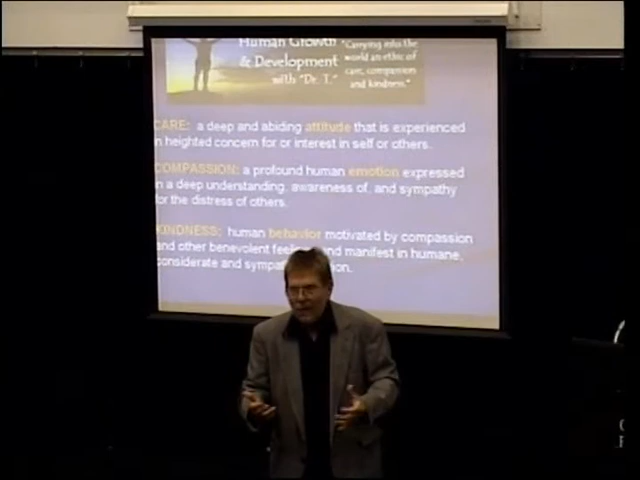 Human Growth
& Development
with "Dr. T."
"Carrying into the
world an ethic of
care, compassion
and kindness."
CARE: a deep and abiding attitude that is experienced
in heighted concern for or interest in self or others.
COMPASSION: a profound human emotion expressed
in a deep understanding, awareness of, and sympathy
for the distress of others.
KINDNESS: human behavior motivated by compassion
and other benevolent and manifest in humane,
considerate and